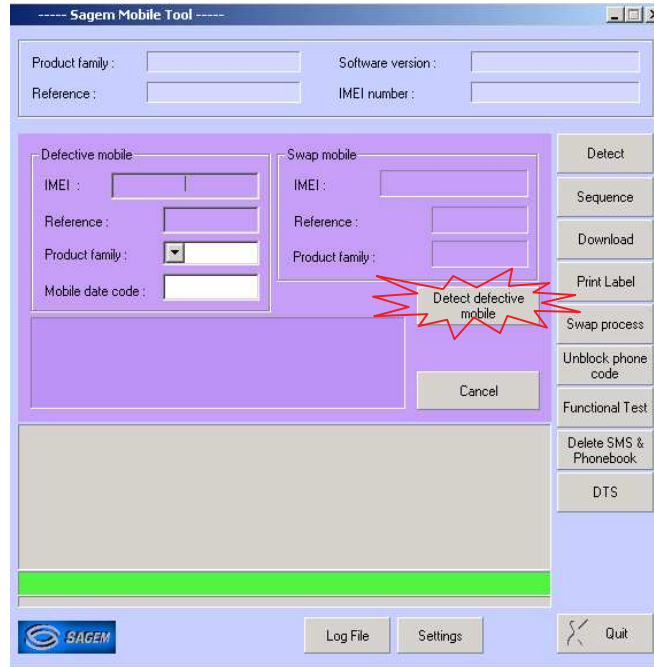 ----- Sagem Mobile Tool -----
Product family :
Software version :
Reference :
IMEI number :
Defective mobile
Swap mobile
IMEI :
IMEI :
Reference :
Reference :
Product family :
Product family :
Mobile date code :
Detect defective
mobile
Cancel
Detect
Sequence
Download
Print Label
Swap process
Unblock phone
code
Functional Test
Delete SMS &
Phonebook
DTS
SAGEM
Log File
Settings
Quit